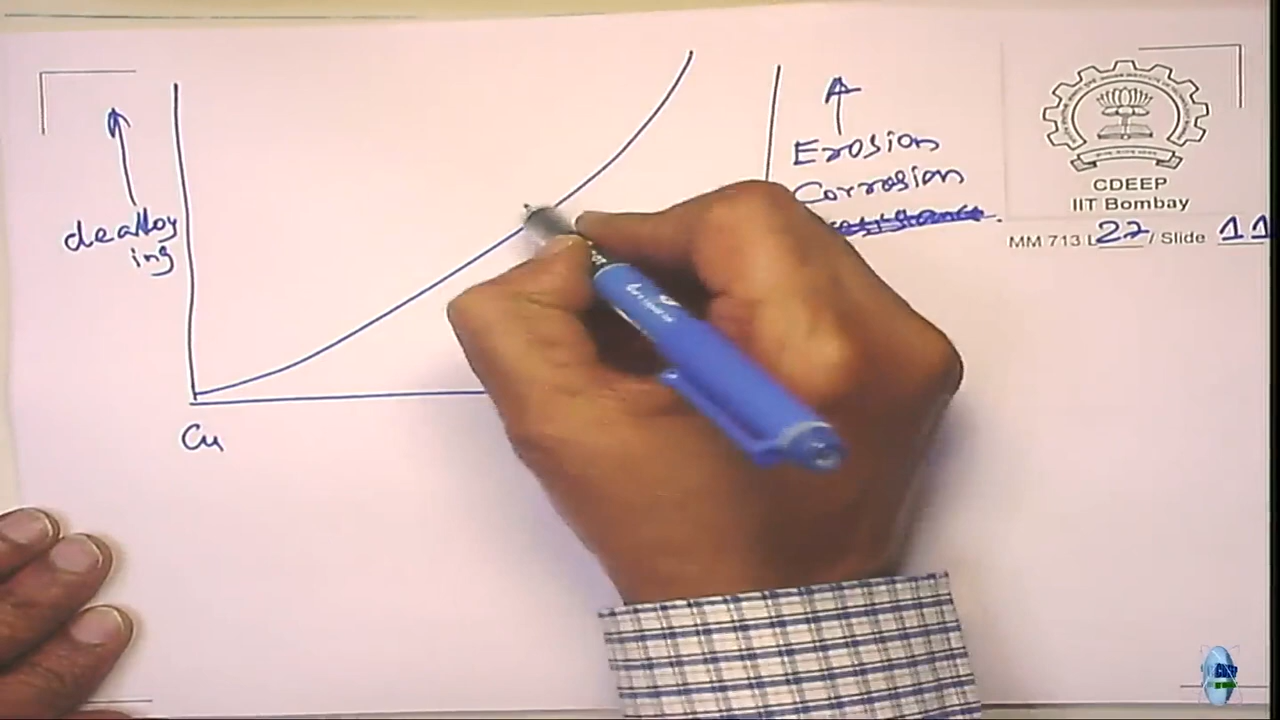 dealloy
ing
Cu
Erosion
Corrosion
CDEEP
IIT Bombay
MM 713 L 22 / Slide 11